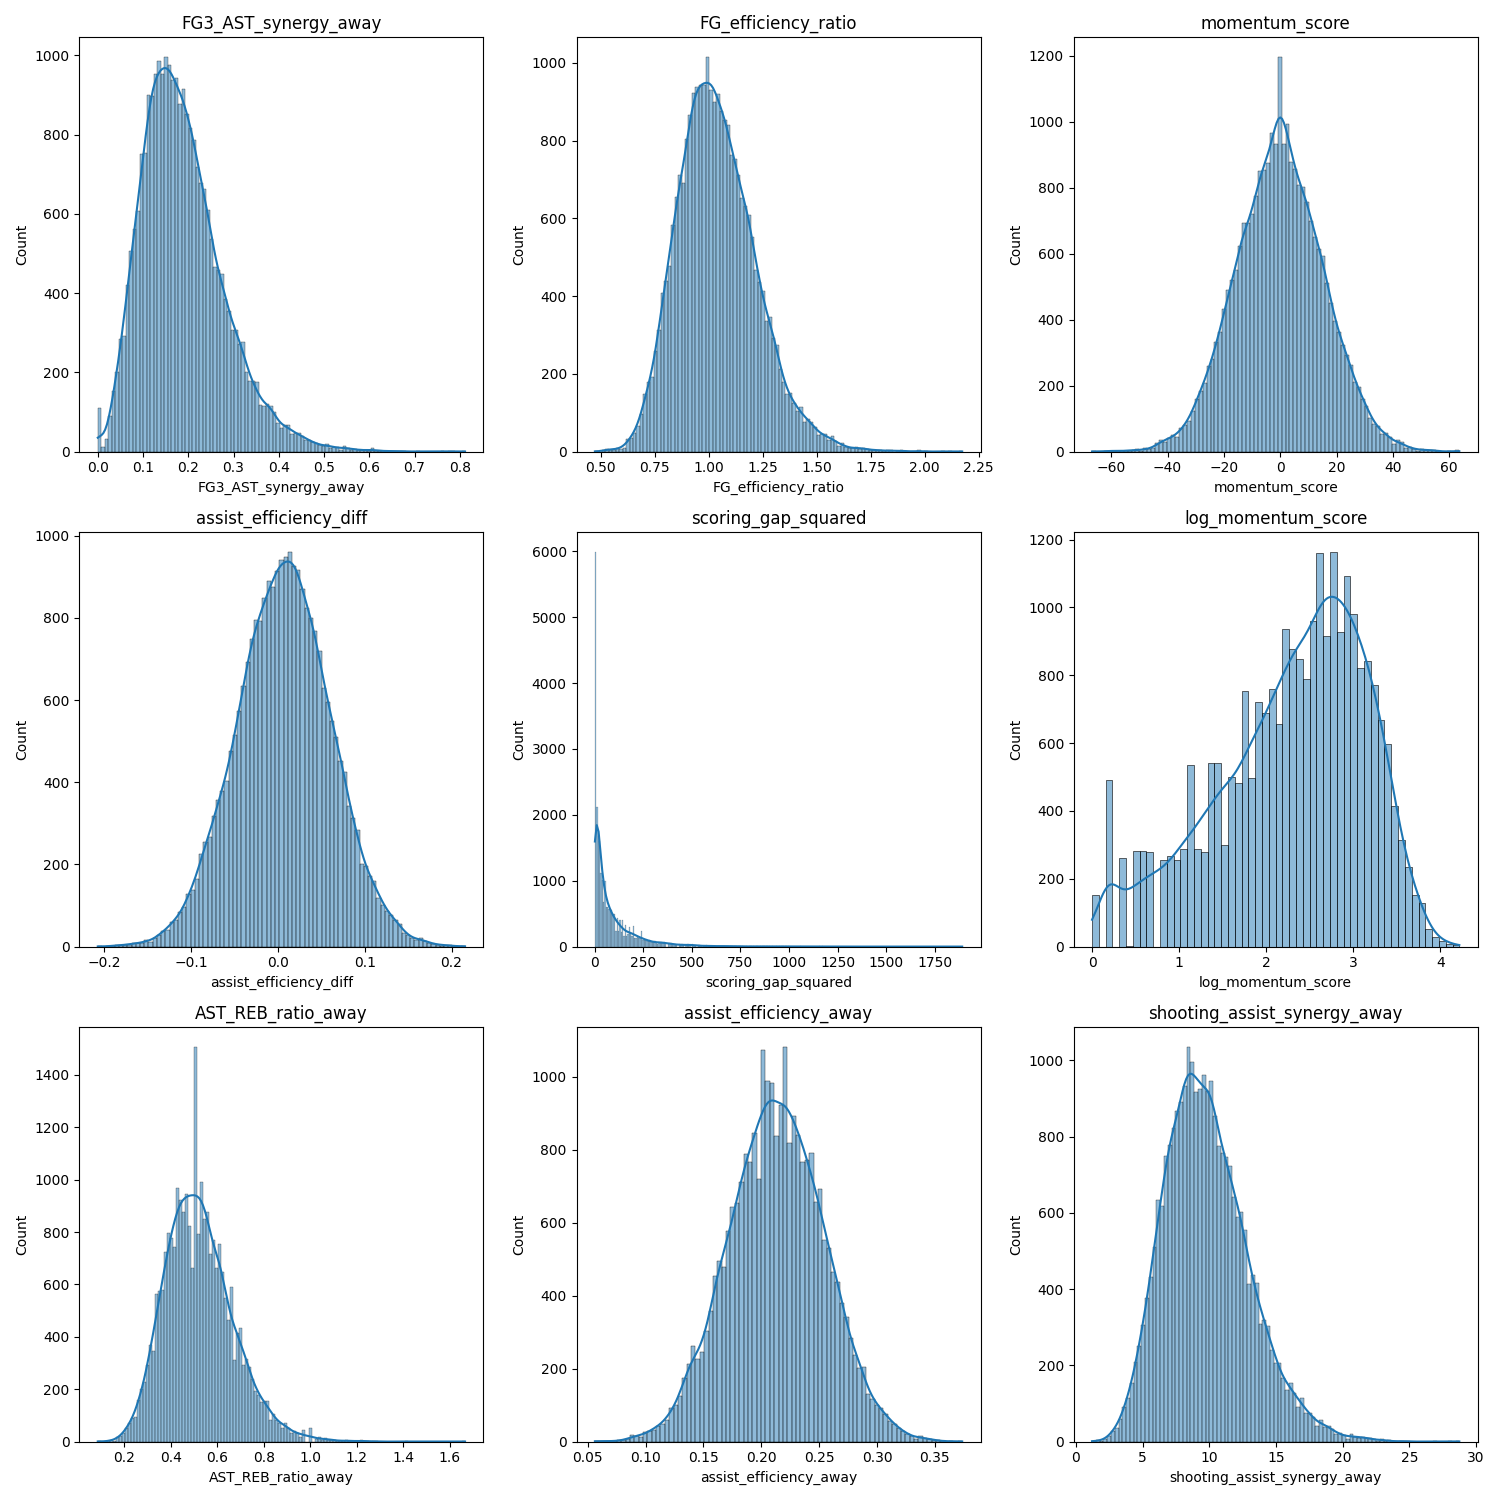 FG3_AST_synergy_away
FG_efficiency_ratio
momentum_score
1000
800
600
400
200
0
Count
0.0 0.1 0.2 0.3 0.4 0.5 0.6 0.7 0.8
FG3_AST_synergy_away
1000
800
600
400
200
0
Count
0.50 0.75 1.00 1.25 1.50 1.75 2.00 2.25
FG_efficiency_ratio
1200
1000
800
600
400
200
0
Count
−60 −40 −20 0 20 40 60
momentum_score
assist_efficiency_diff
scoring_gap_squared
log_momentum_score
1000
800
600
400
200
0
Count
−0.2 −0.1 0.0 0.1 0.2
assist_efficiency_diff
6000
5000
4000
3000
2000
1000
0
Count
0 250 500 750 1000 1250 1500 1750
scoring_gap_squared
1200
1000
800
600
400
200
0
Count
0 1 2 3 4
log_momentum_score
AST_REB_ratio_away
assist_efficiency_away
shooting_assist_synergy_away
1400
1200
1000
800
600
400
200
0
Count
0.2 0.4 0.6 0.8 1.0 1.2 1.4 1.6
AST_REB_ratio_away
1000
800
600
400
200
0
Count
0.05 0.10 0.15 0.20 0.25 0.30 0.35
assist_efficiency_away
1000
800
600
400
200
0
Count
0 5 10 15 20 25 30
shooting_assist_synergy_away